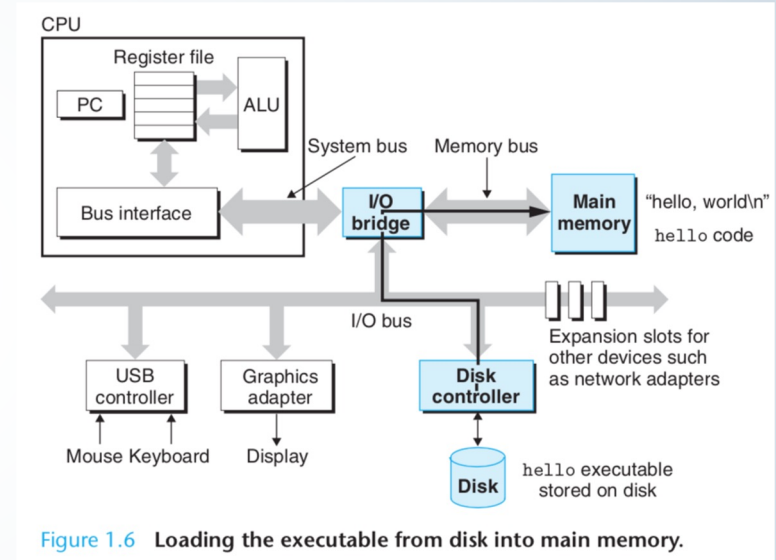 CPU
Register file
PC
ALU
System bus
Memory bus
Bus interface
I/O
bridge
Main
memory
“hello, world\n”
hello code
I/O bus
Expansion slots for
other devices such
as network adapters
USB
controller
Graphics
adapter
Disk
controller
Mouse Keyboard
Display
Disk
hello executable
stored on disk
Figure 1.6 Loading the executable from disk into main memory.